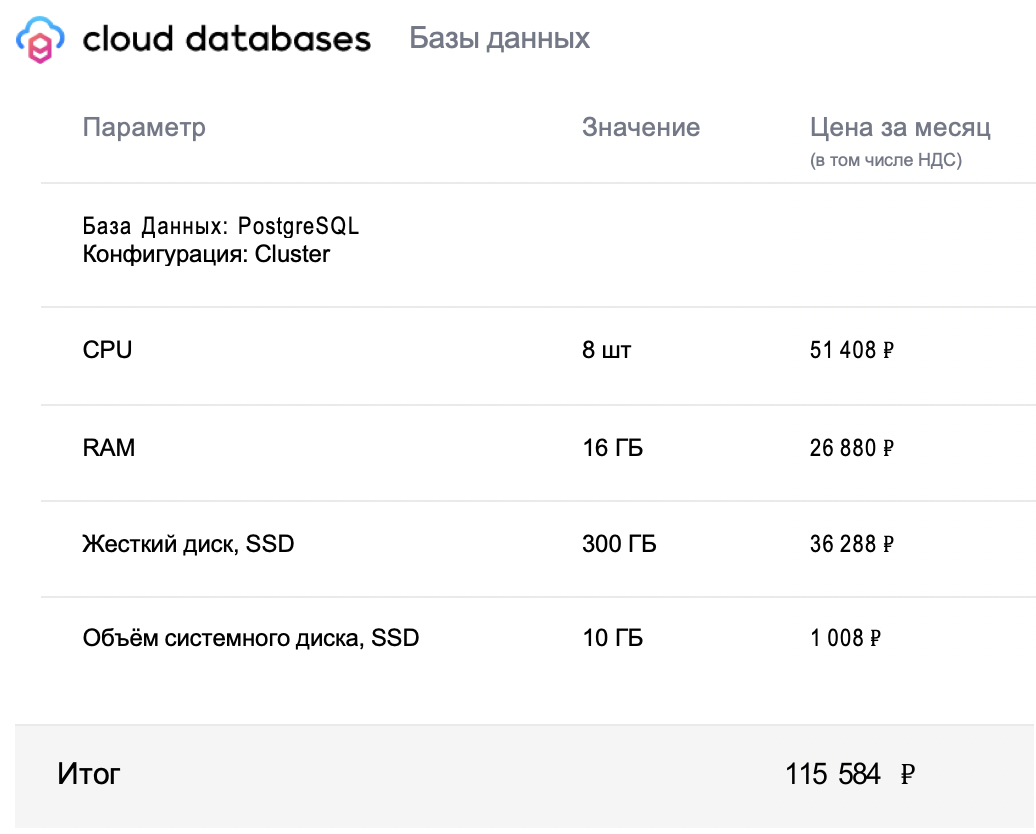 cloud databases Базы данных
Параметр Значение Цена за месяц
(в том числе НДС)
База Данных: PostgreSQL
Конфигурация: Cluster
CPU 8 шт 51 408 ₽
RAM 16 ГБ 26 880 ₽
Жесткий диск, SSD 300 ГБ 36 288 ₽
Объём системного диска, SSD 10 ГБ 1 008 ₽
Итог 115 584 ₽